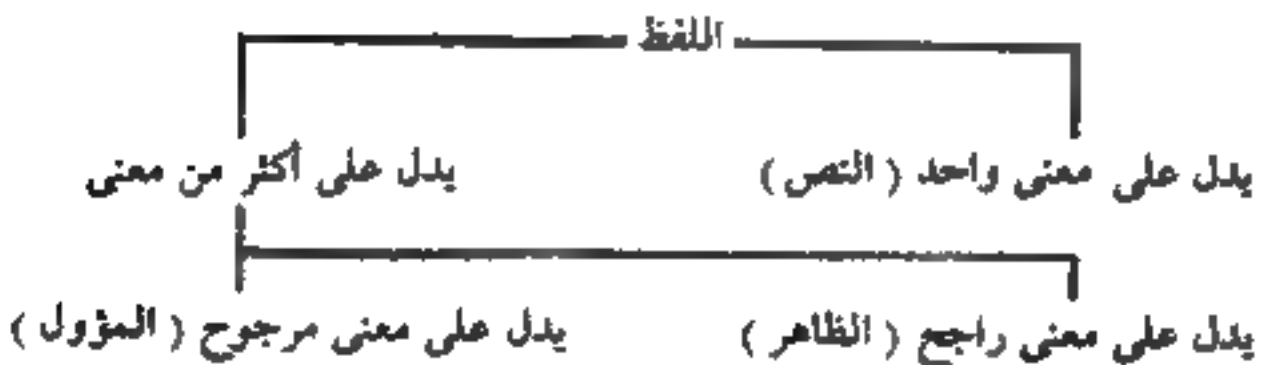 اللفظ
يدل على معنى واحد ( النص )
يدل على أكثر من معنى
يدل على معنى راجح ( الظاهر )
يدل على معنى مرجوح ( المؤول )